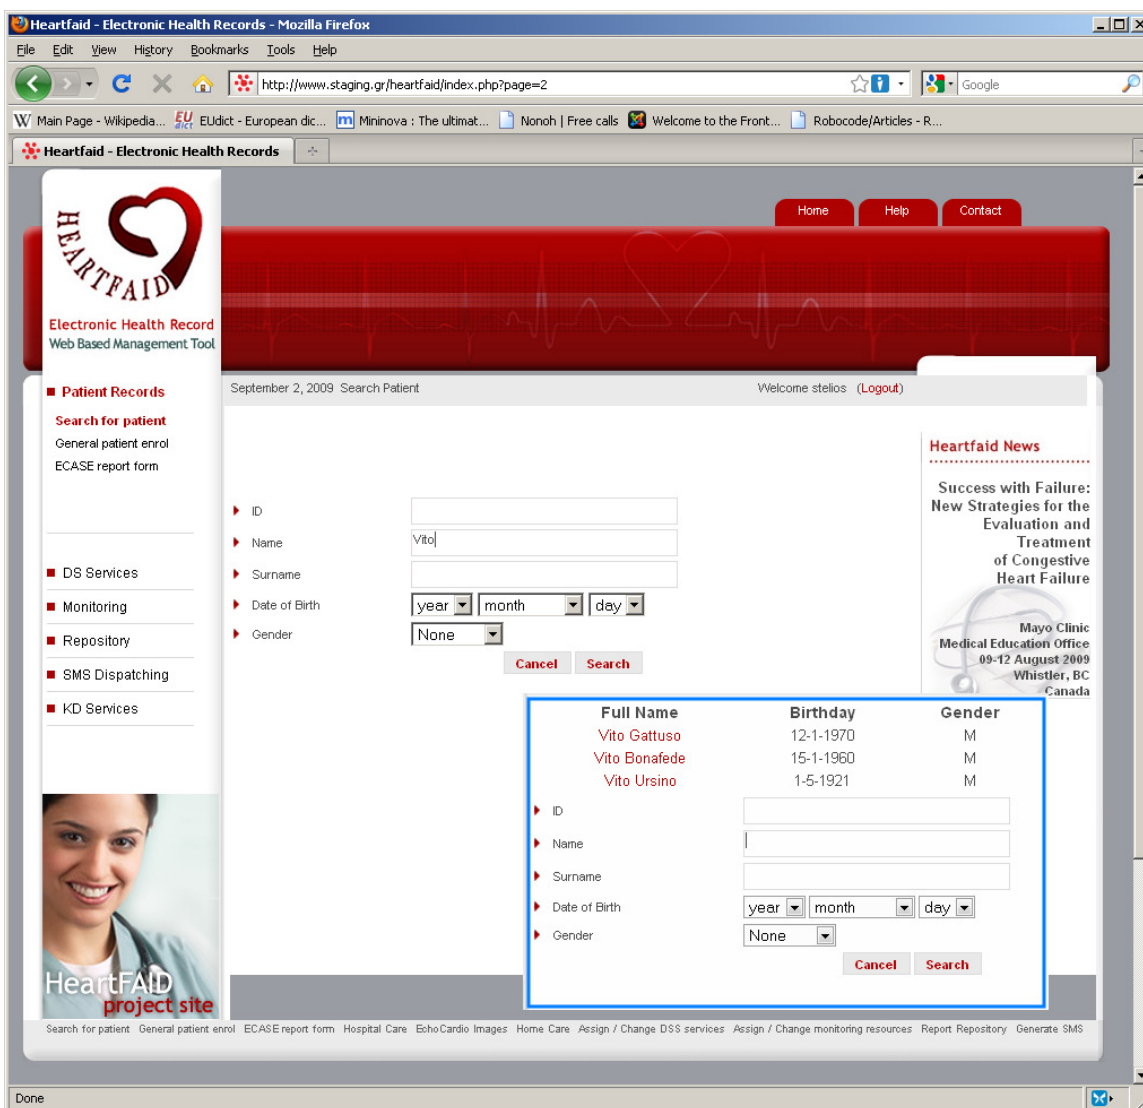 Heartfaid - Electronic Health Records - Mozilla Firefox
File Edit View History Bookmarks Tools Help
http://www.staging.gr/heartfaid/index.php?page=2
Google
W Main Page - Wikipedia... EU dict EUdict - European dic... m Mininova : The ultimat... Nonoh | Free calls Welcome to the Front... Robocode/Articles - R...
Heartfaid - Electronic Health Records
HEARTFAID
Electronic Health Record
Web Based Management Tool
Home Help Contact
September 2, 2009 Search Patient Welcome stelios (Logout)
Patient Records
Search for patient
General patient enrol
ECASE report form
DS Services
Monitoring
Repository
SMS Dispatching
KD Services
ID
Name Vito
Surname
Date of Birth year month day
Gender None
Cancel Search
Heartfaid News
Success with Failure:
New Strategies for the
Evaluation and
Treatment
of Congestive
Heart Failure
Mayo Clinic
Medical Education Office
09-12 August 2009
Whistler, BC
Canada
Full Name Birthday Gender
Vito Gattuso 12-1-1970 M
Vito Bonafede 15-1-1960 M
Vito Ursino 1-5-1921 M
ID
Name
Surname
Date of Birth year month day
Gender None
Cancel Search
HeartFAID
project site
Search for patient General patient enrol ECASE report form Hospital Care EchoCardio Images Home Care Assign / Change DSS services Assign / Change monitoring resources Report Repository Generate SMS
Done